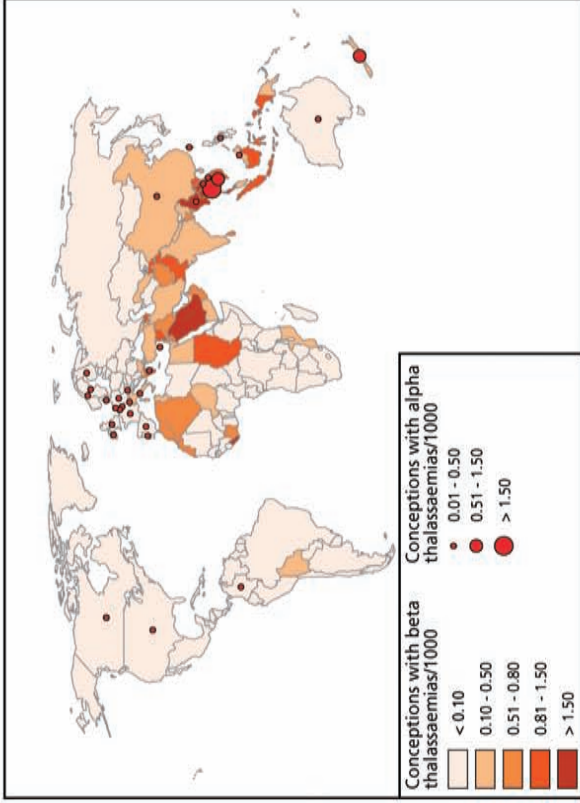 Conceptions with beta
thalassaemias/1000
< 0.10
0.10 - 0.50
0.51 - 0.80
0.81 - 1.50
> 1.50
Conceptions with alpha
thalassaemias/1000
0.01 - 0.50
0.51 - 1.50
> 1.50